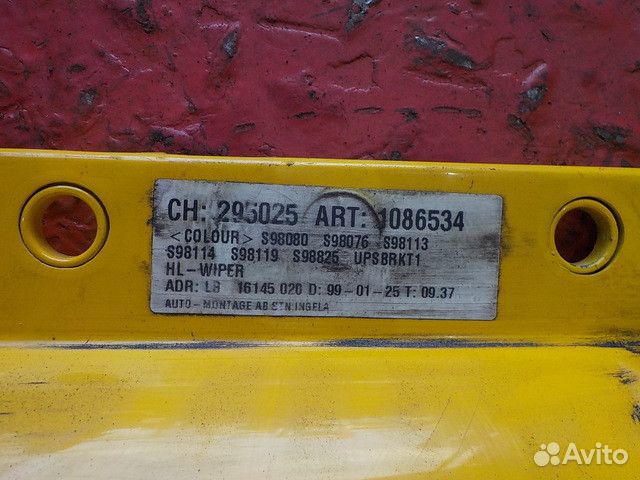 CH: 295025 ART: 1086534
<COLOUR> S98080 S98076 S98113
S98114 S98119 S98825 UPSBRKT1
HL-WIPER
ADR: LB 16145 020 D: 99-01-25 T: 09.37
AUTO-MONTAGE AB STN INGELA
Avito